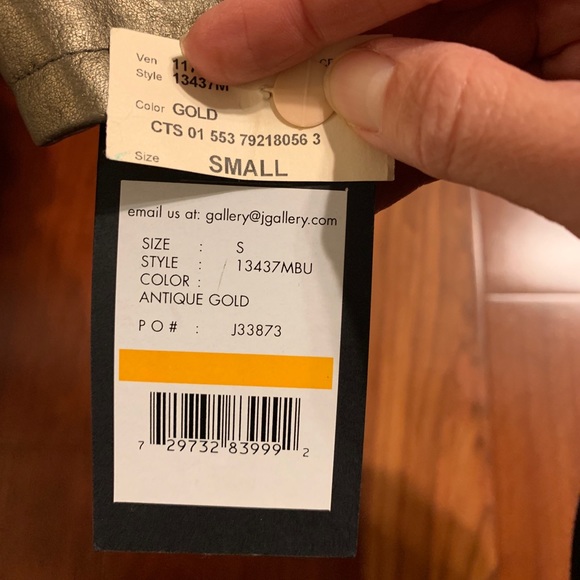 Ven
Style 13437M
Color GOLD
CTS 01 553 79218056 3
Size SMALL
email us at: gallery@jgallery.com
SIZE : S
STYLE : 13437MBU
COLOR :
ANTIQUE GOLD
PO# : J33873
7 29732 83999 2